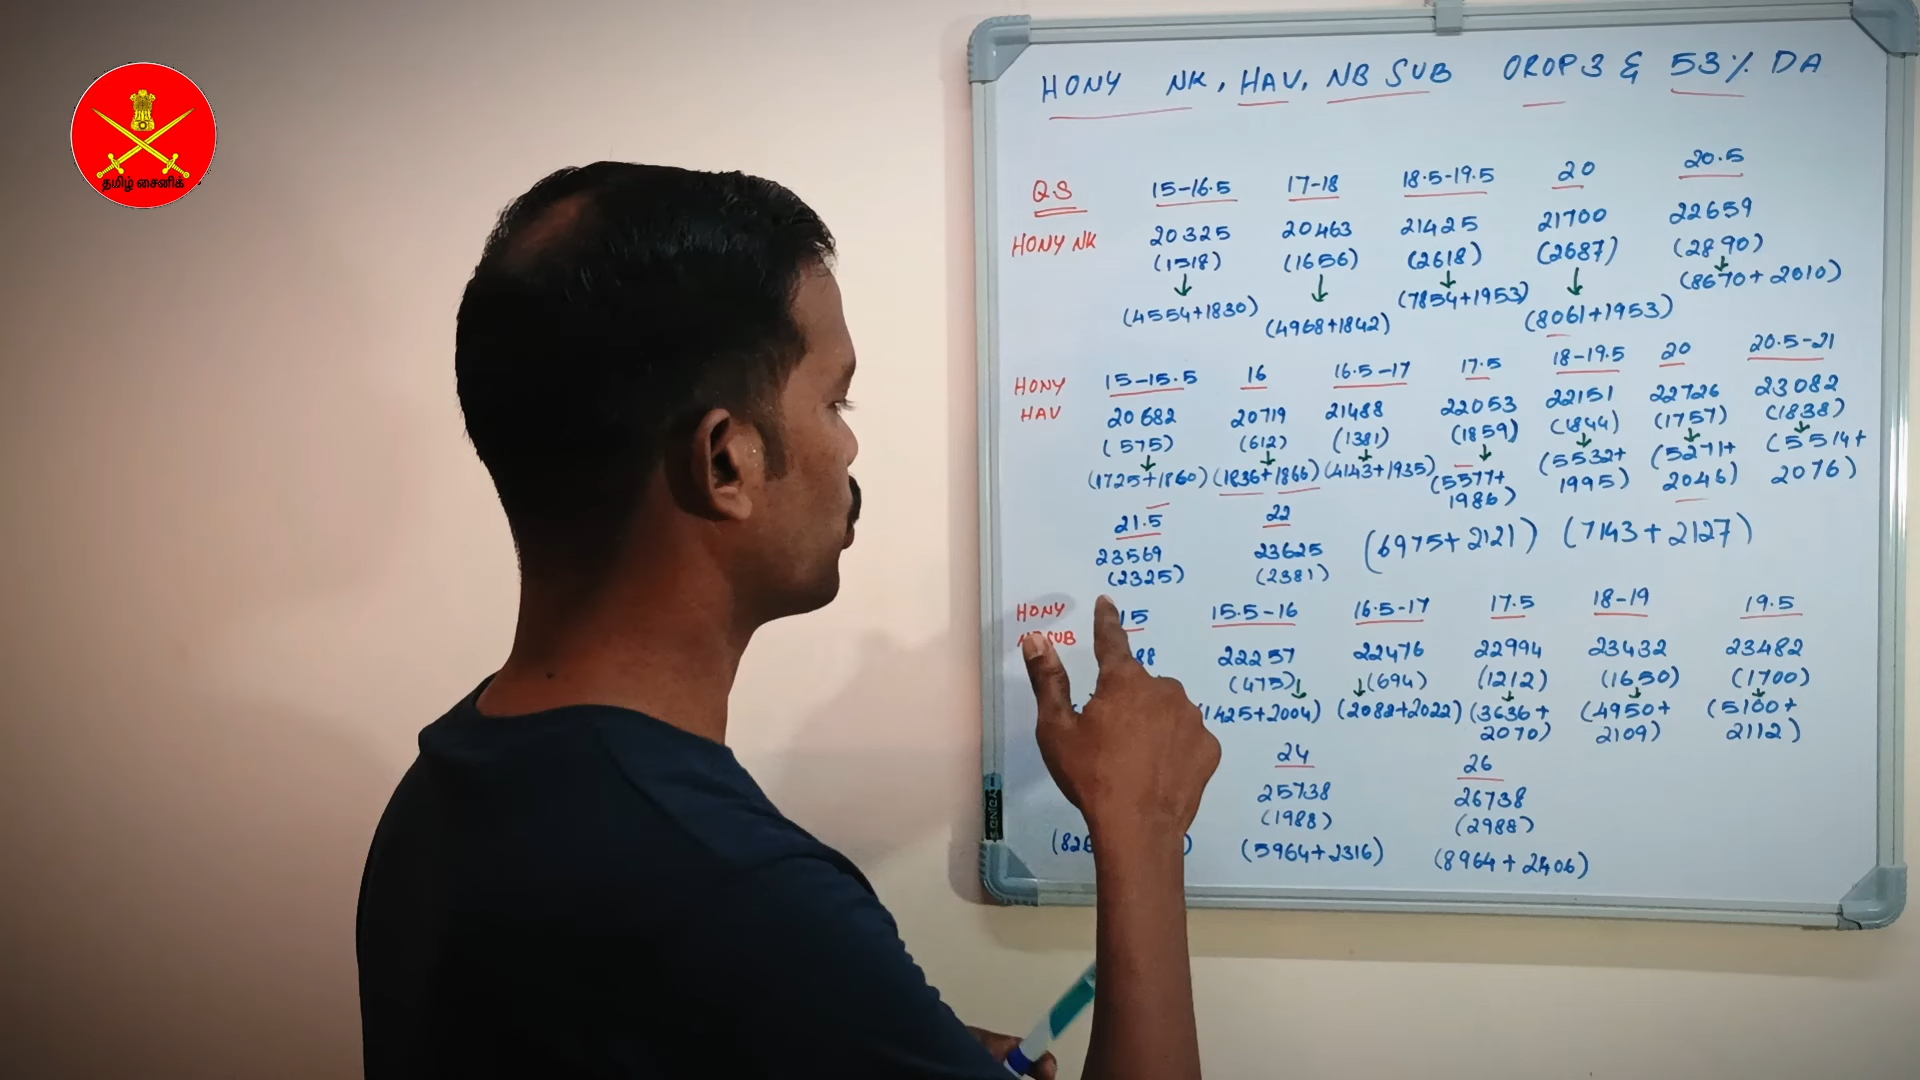 தமிழ் சைனிக்
HONY NK, HAV, NB SUB OROP3 & 53% DA
QS 15-16.5 17-18 18.5-19.5 20 20.5
HONY NK 20325 20463 21425 21700 22659
(1518) (1656) (2618) (2687) (2890)
(4554+1830) (4968+1842) (7854+1953) (8061+1953) (8670+2010)
HONY 15-15.5 16 16.5-17 17.5 18-19.5 20 20.5-21
HAV 20682 20719 21488 22053 22151 22726 23082
(575) (612) (1381) (1859) (1844) (1757) (1838)
(1725+1860) (1836+1866) (4143+1935) (5577+ (5532+ (5271+ (5514+
1986) 1995) 2046) 2076)
21.5 22
23569 23625 (6975+2121) (7143+2127)
(2325) (2381)
HONY 15 15.5-16 16.5-17 17.5 18-19 19.5
SUB 88 22257 22476 22994 23432 23482
(475) (694) (1212) (1650) (1700)
1425+2004) (2082+2022) (3636+ (4950+ (5100+
2070) 2109) 2112)
24 26
25738 26738
(1988) (2988)
(826 ) (5964+2316) (8964+2406)